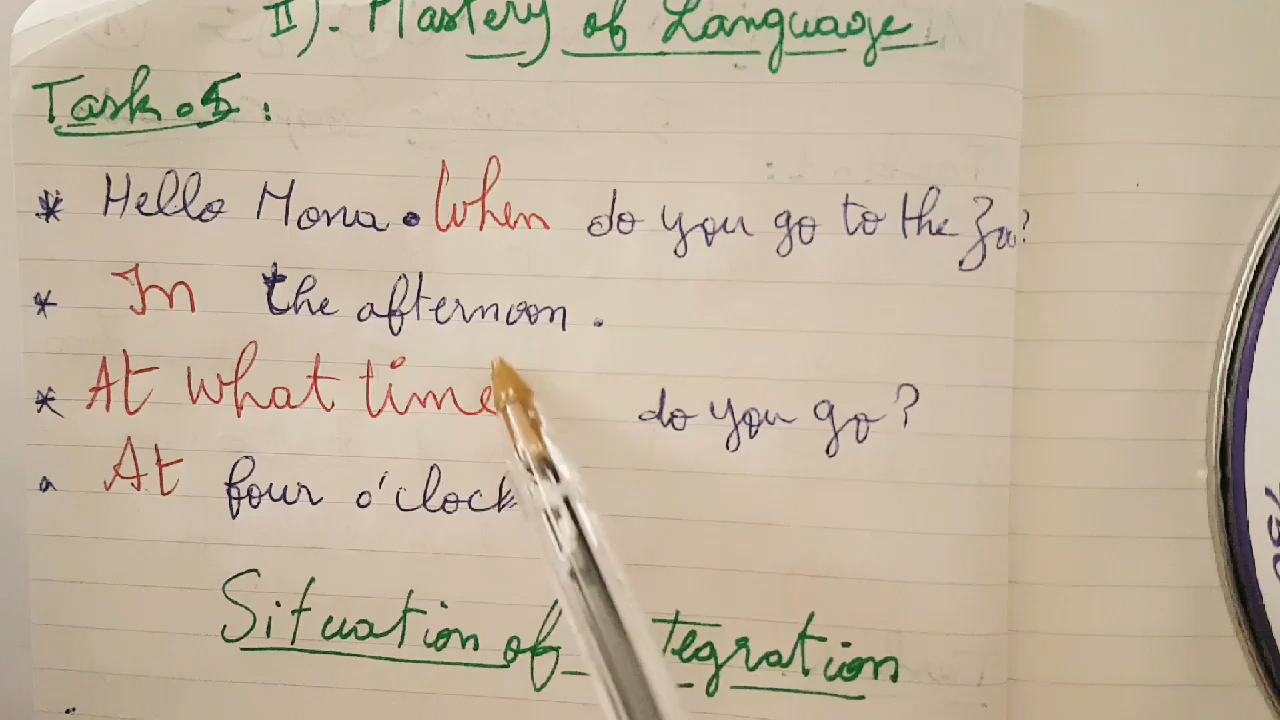 II). Mastery of Language
Task.5:
* Hello Mona. When do you go to the Zoo?
* In the afternoon.
* At what time do you go?
At four o'clock
Situation of tegration